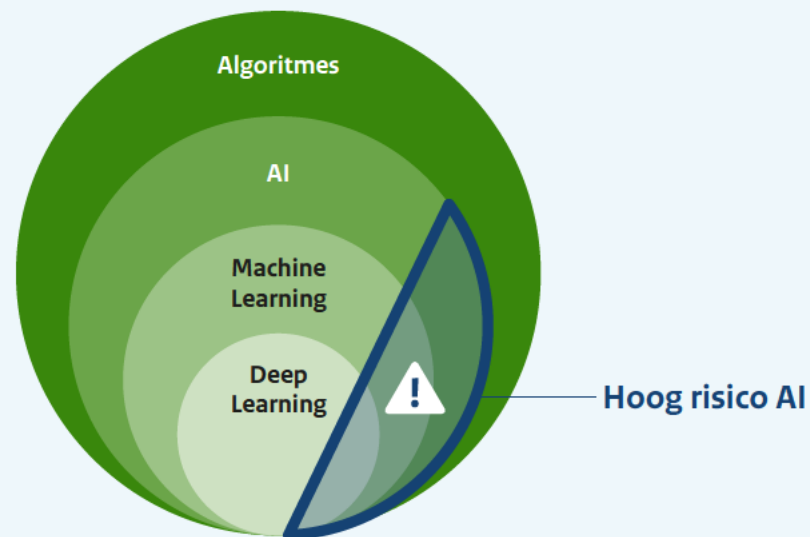 Algoritmes
AI
Machine
Learning
Deep
Learning
!
Hoog risico AI